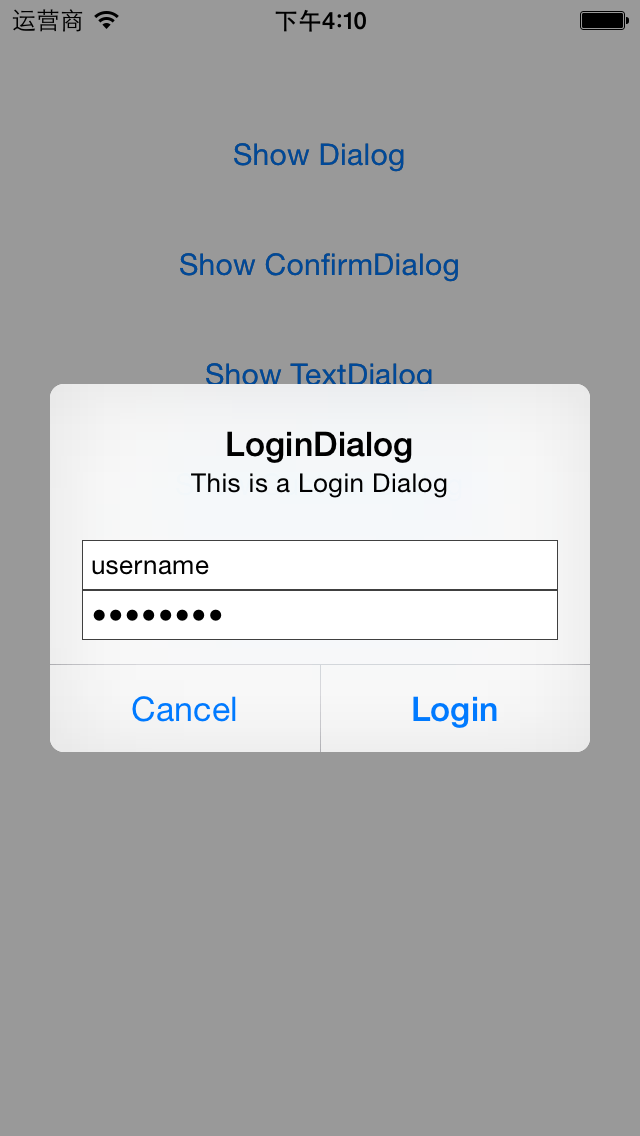 运营商 下午4:10
Show Dialog
Show ConfirmDialog
Show TextDialog
LoginDialog
This is a Login Dialog
username
••••••••
Cancel Login